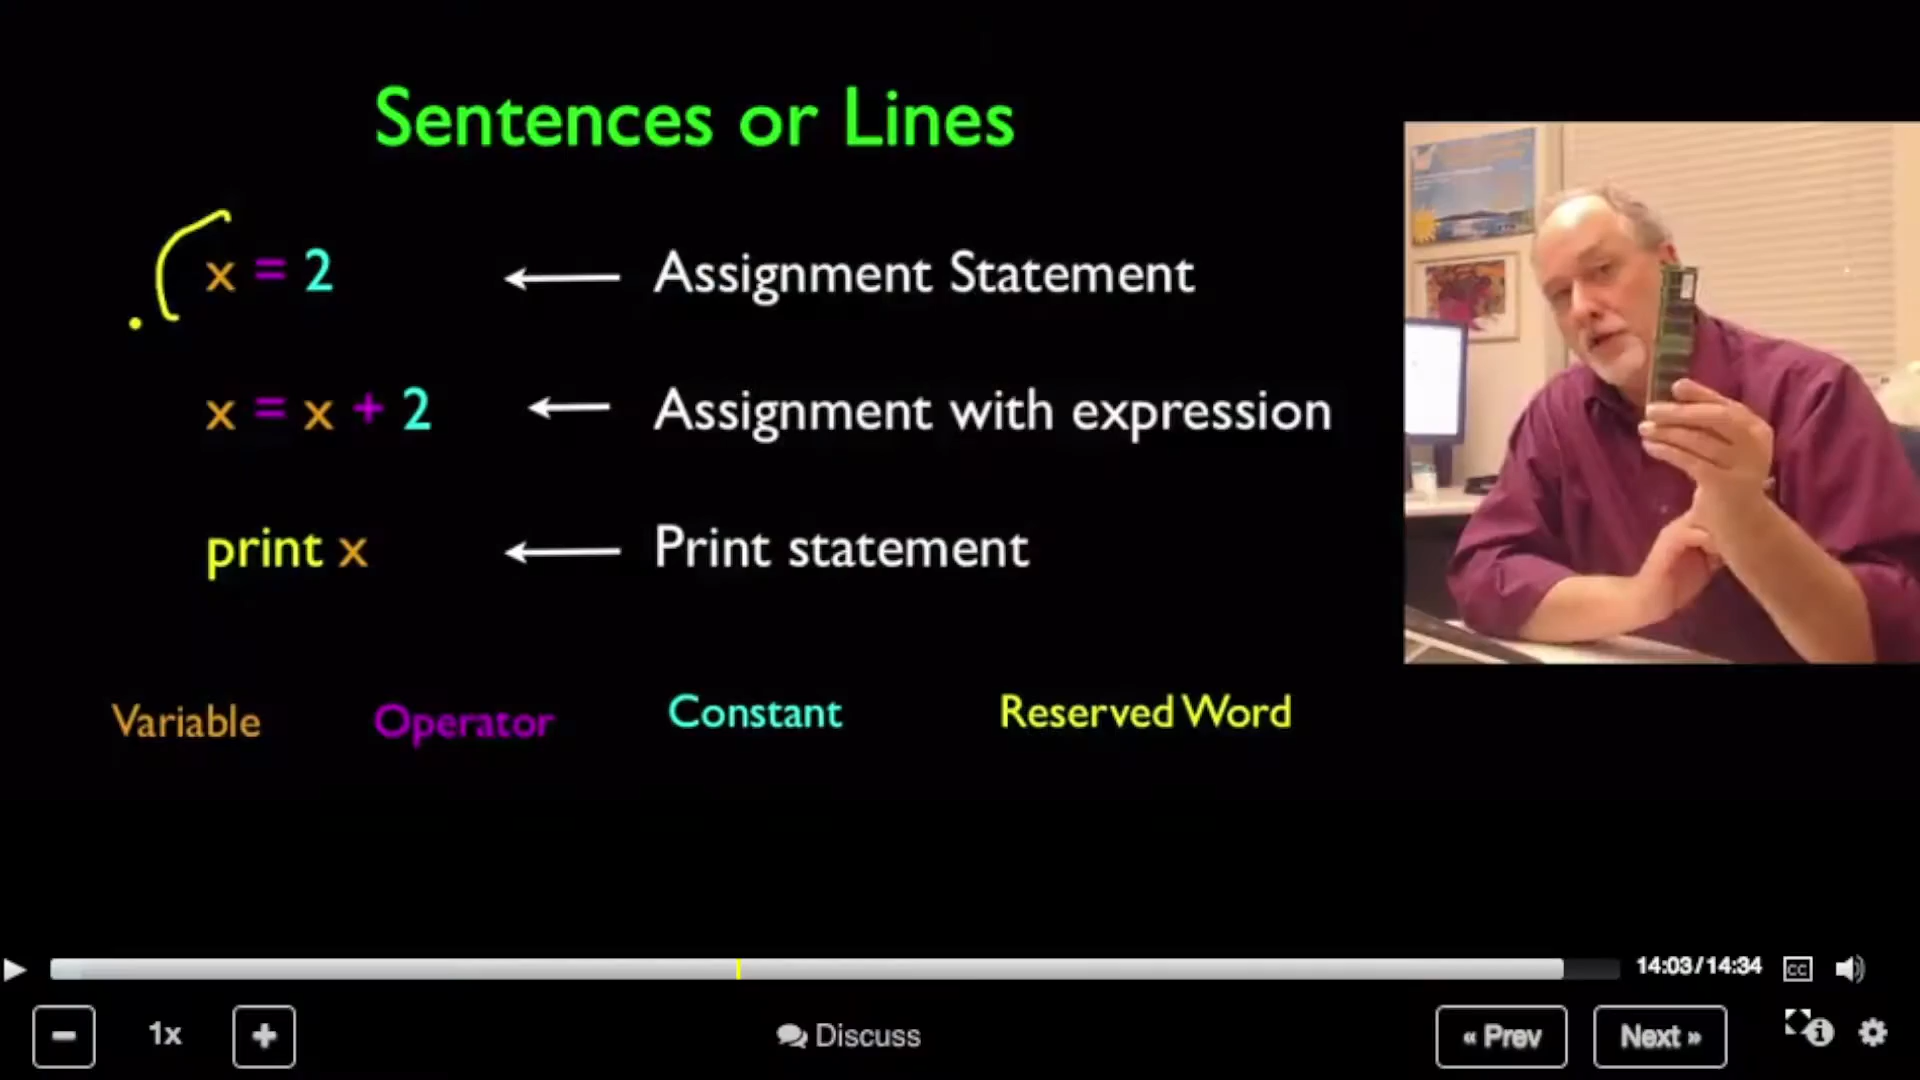 Sentences or Lines
x = 2 Assignment Statement
x = x + 2 Assignment with expression
print x Print statement
Variable Operator Constant Reserved Word
14:03/14:34 CC
- 1x + Discuss « Prev Next » i